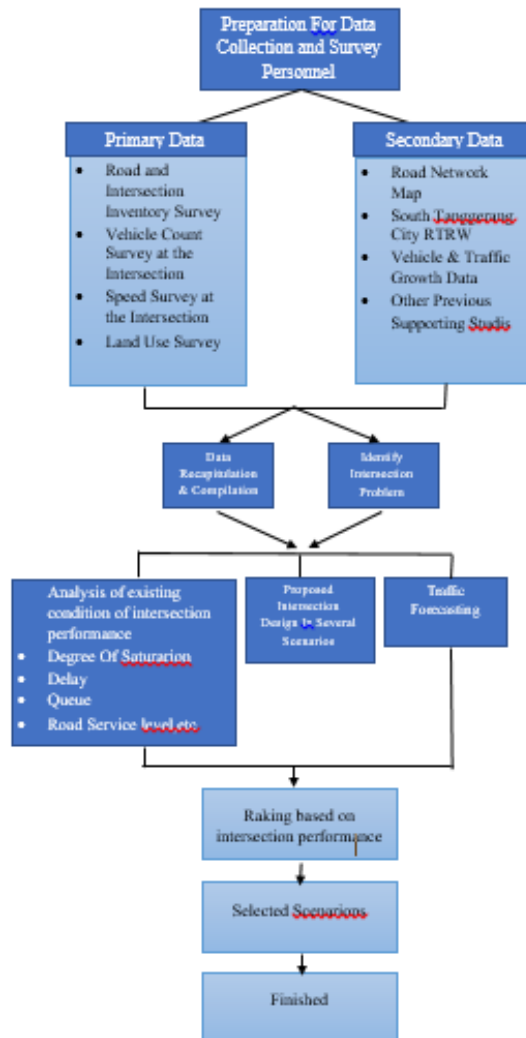 Preparation For Data
Collection and Survey
Personnel
Primary Data
• Road and
Intersection
Inventory Survey
• Vehicle Count
Survey at the
Intersection
• Speed Survey at
the Intersection
• Land Use Survey
Secondary Data
• Road Network
Map
• South Tanggerang
City RTRW
• Vehicle & Traffic
Growth Data
• Other Previous
Supporting Studis
Data
Recapitulation
& Compilation
Identify
Intersection
Problem
Analysis of existing
condition of intersection
performance
• Degree Of Saturarion
• Delay
• Queue
• Road Service level etc
Proposed
Intersection
Design In Several
Scenarios
Traffic
Forecasting
Raking based on
intersection performance
Selected Scenarions
Finished